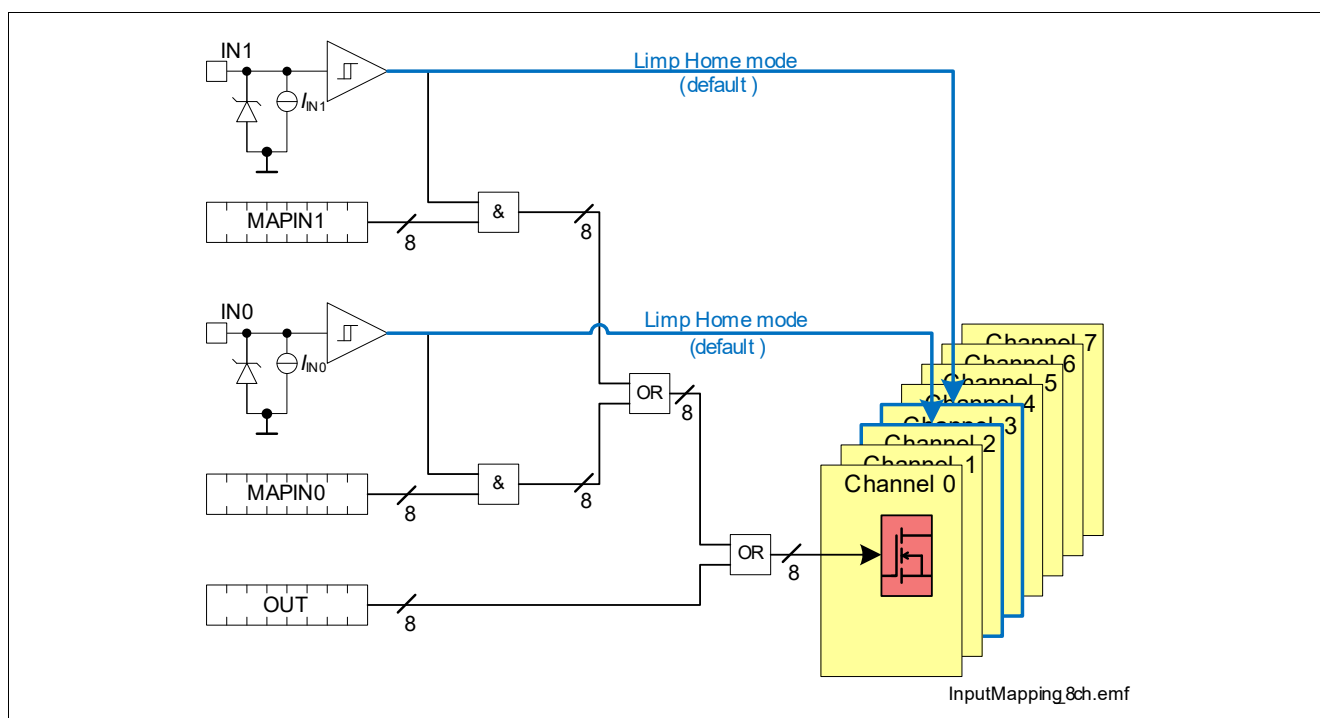 IN1
IIN1
Limp Home mode
(default )
MAPIN1
8
&
8
IN0
IIN0
Limp Home mode
(default )
MAPIN0
8
&
8
OR
8
OUT
8
OR
8
Channel 7
Channel 6
Channel 5
Channel 4
Channel 3
Channel 2
Channel 1
Channel 0
InputMapping_8ch.emf